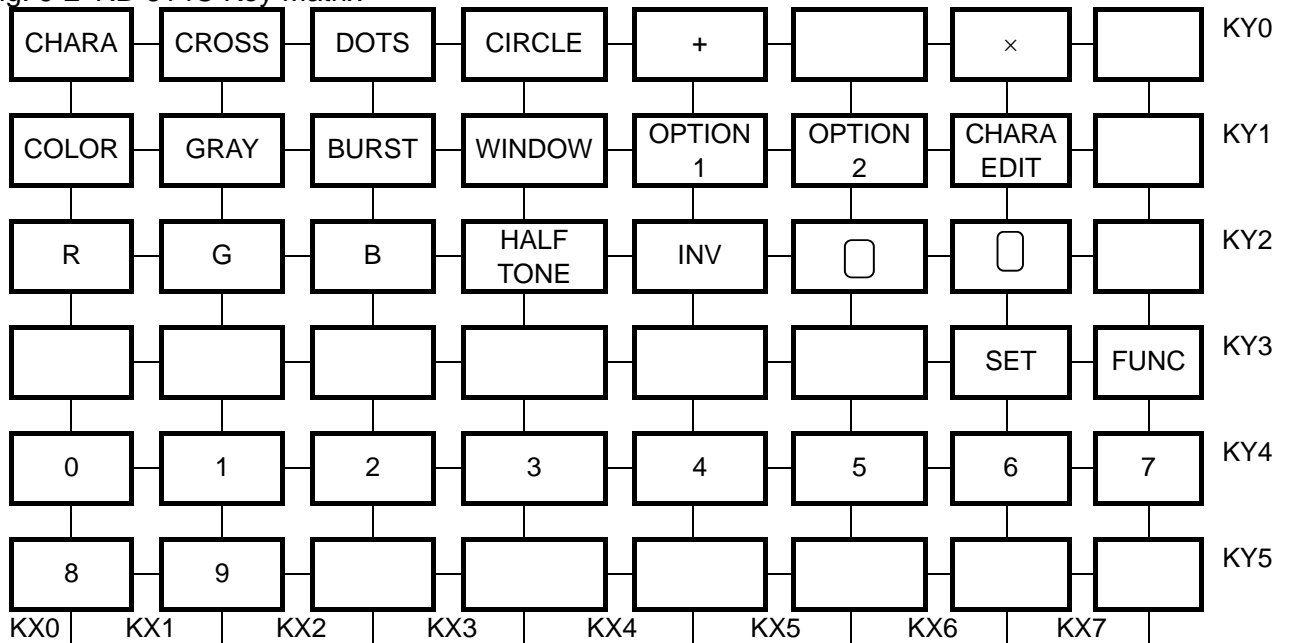 CHARA CROSS DOTS CIRCLE + × KY0
COLOR GRAY BURST WINDOW OPTION 1 OPTION 2 CHARA EDIT KY1
R G B HALF TONE INV KY2
SET FUNC KY3
0 1 2 3 4 5 6 7 KY4
8 9 KY5
KX0 KX1 KX2 KX3 KX4 KX5 KX6 KX7